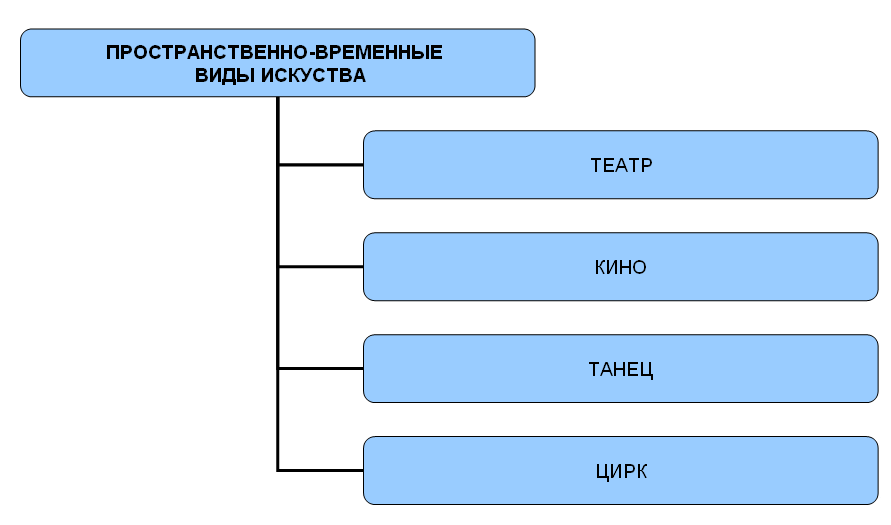 ПРОСТРАНСТВЕННО-ВРЕМЕННЫЕ
ВИДЫ ИСКУСТВА
ТЕАТР
КИНО
ТАНЕЦ
ЦИРК